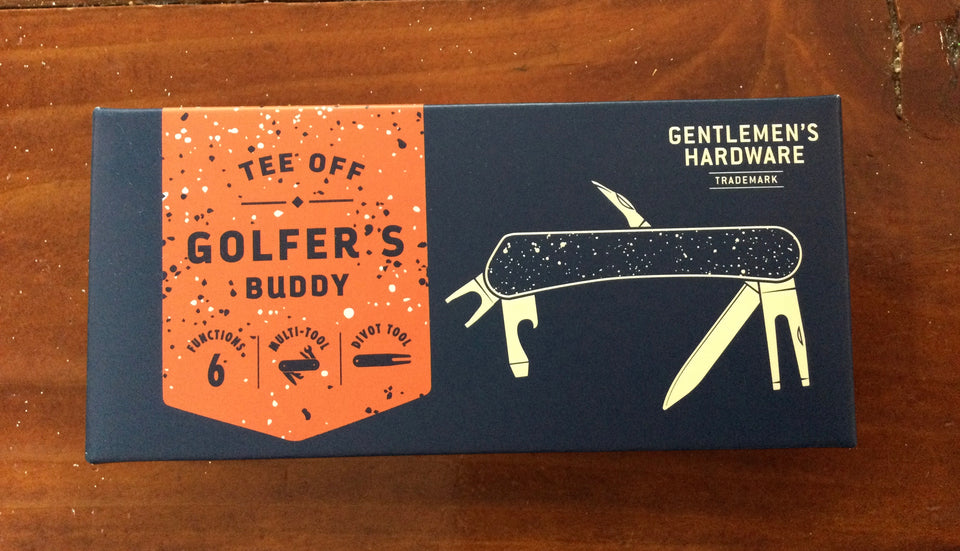 TEE OFF
GOLFER'S
BUDDY
FUNCTIONS
6
MULTI-TOOL
DIVOT TOOL
GENTLEMEN'S
HARDWARE
TRADEMARK